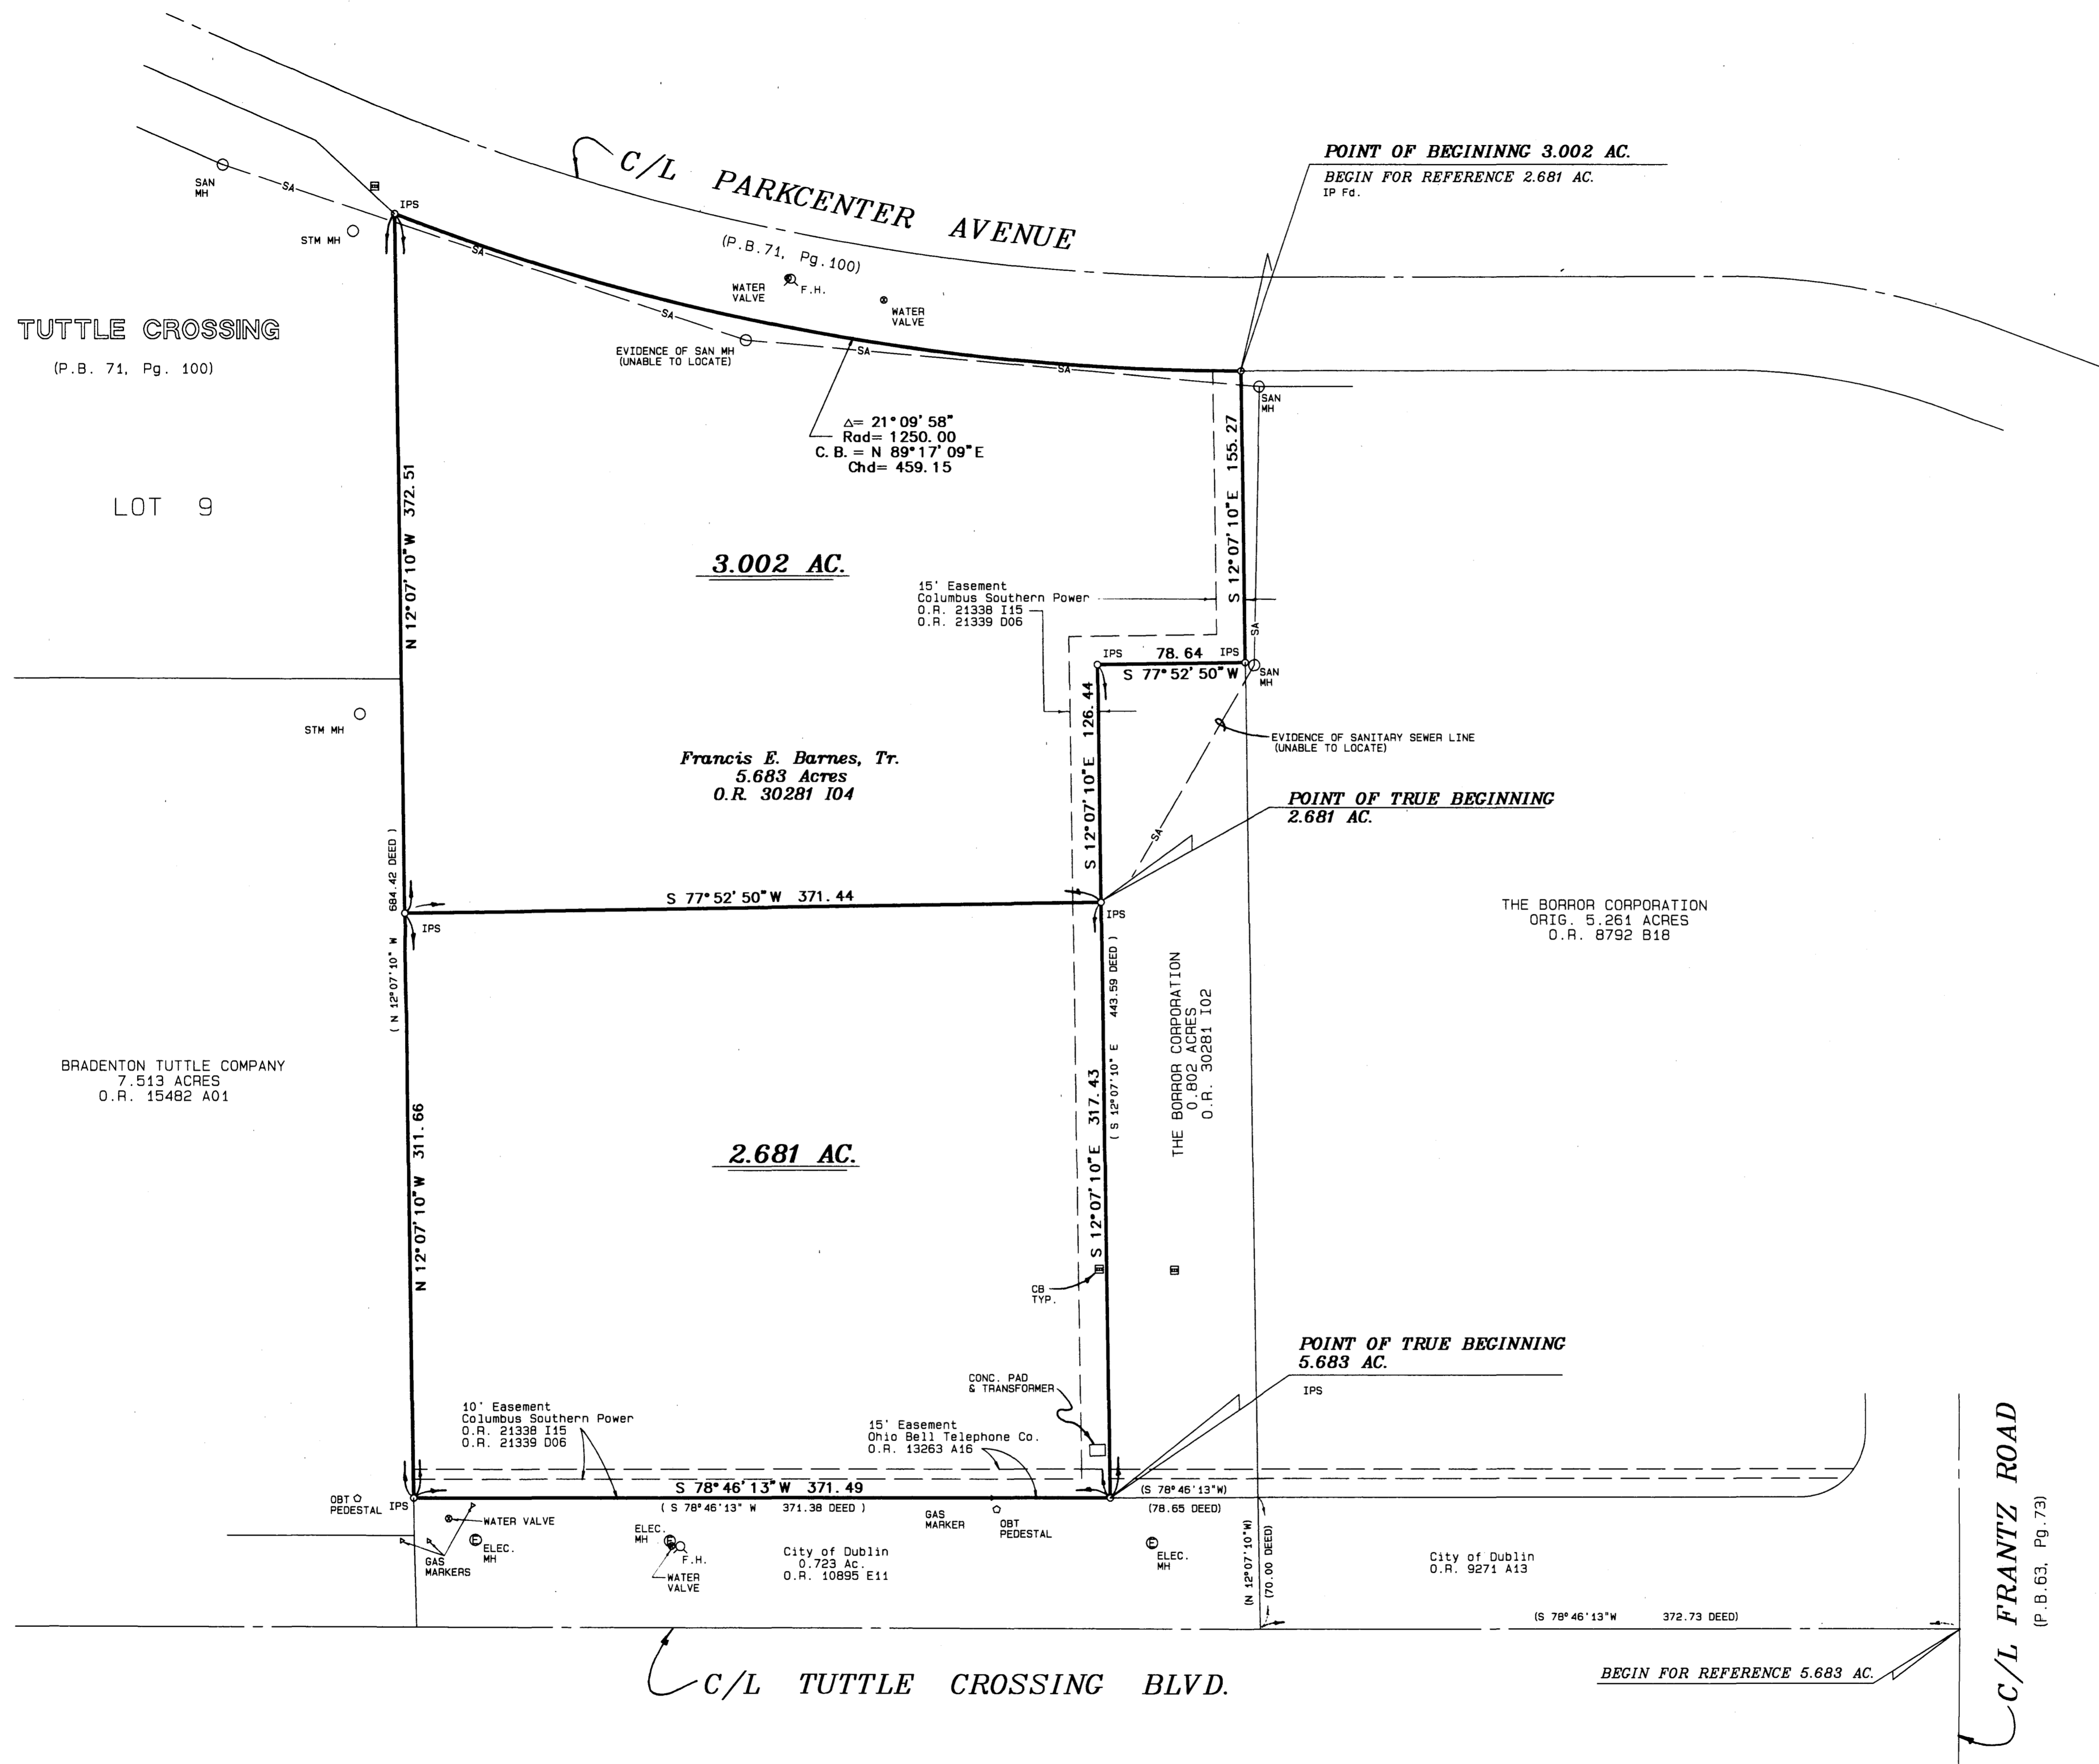 C/L PARKCENTER AVENUE
(P.B.71, Pg.100)
POINT OF BEGININNG 3.002 AC.
BEGIN FOR REFERENCE 2.681 AC.
IP Fd.
SAN
MH
SA
IPS
STM MH
SA
WATER
VALVE
F.H.
WATER
VALVE
SA
EVIDENCE OF SAN MH
(UNABLE TO LOCATE)
SA
SA
SAN
MH
TUTTLE CROSSING
(P.B. 71, Pg. 100)
LOT 9
△= 21°09'58"
Rad= 1250.00
C.B.= N 89°17'09"E
Chd= 459.15
N 12°07'10"W 372.51
S 12°07'10"E 155.27
3.002 AC.
15' Easement
Columbus Southern Power
O.R. 21338 I15
O.R. 21339 D06
SA
IPS 78.64 IPS
S 77°52'50"W
SAN
MH
STM MH
S 12°07'10"E 126.44
EVIDENCE OF SANITARY SEWER LINE
(UNABLE TO LOCATE)
Francis E. Barnes, Tr.
5.683 Acres
O.R. 30281 I04
POINT OF TRUE BEGINNING
2.681 AC.
SA
(N 12°07'10" W 684.42 DEED)
S 77°52'50"W 371.44
IPS
IPS
THE BORROR CORPORATION
ORIG. 5.261 ACRES
O.R. 8792 B18
(S 12°07'10" E 443.59 DEED)
THE BORROR CORPORATION
0.802 ACRES
O.R. 30281 I02
BRADENTON TUTTLE COMPANY
7.513 ACRES
O.R. 15482 A01
N 12°07'10"W 311.66
2.681 AC.
S 12°07'10"E 317.43
CB
TYP.
POINT OF TRUE BEGINNING
5.683 AC.
IPS
CONC. PAD
& TRANSFORMER
10' Easement
Columbus Southern Power
O.R. 21338 I15
O.R. 21339 D06
15' Easement
Ohio Bell Telephone Co.
O.R. 13263 A16
S 78°46'13"W 371.49
(S 78°46'13" W 371.38 DEED)
(S 78°46'13"W)
(78.65 DEED)
OBT
PEDESTAL
IPS
WATER VALVE
GAS
MARKERS
E
ELEC.
MH
ELEC.
MH
E
F.H.
WATER
VALVE
City of Dublin
0.723 Ac.
O.R. 10895 E11
GAS
MARKER
OBT
PEDESTAL
E
ELEC.
MH
(N 12°07'10"W)
(70.00 DEED)
City of Dublin
O.R. 9271 A13
(S 78°46'13"W 372.73 DEED)
C/L TUTTLE CROSSING BLVD.
BEGIN FOR REFERENCE 5.683 AC.
C/L FRANTZ ROAD
(P.B.63, Pg.73)